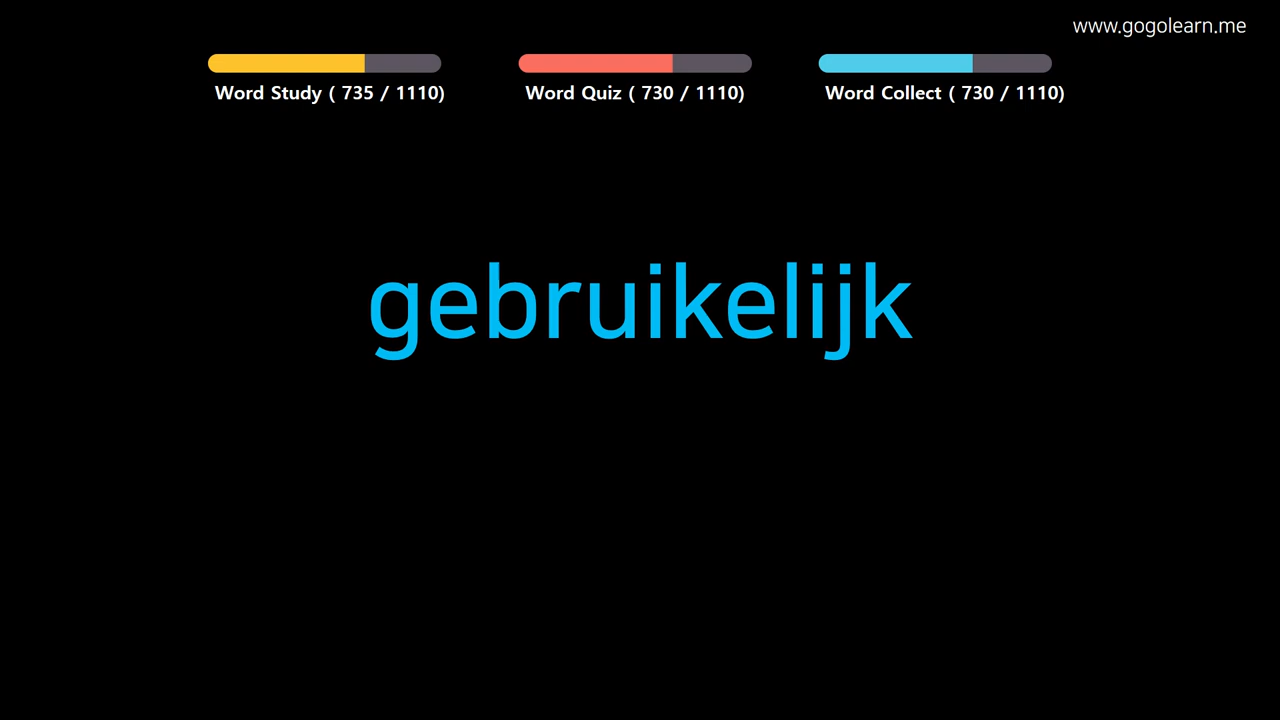 www.gogolearn.me
Word Study ( 735 / 1110)
Word Quiz ( 730 / 1110)
Word Collect ( 730 / 1110)
gebruikelijk